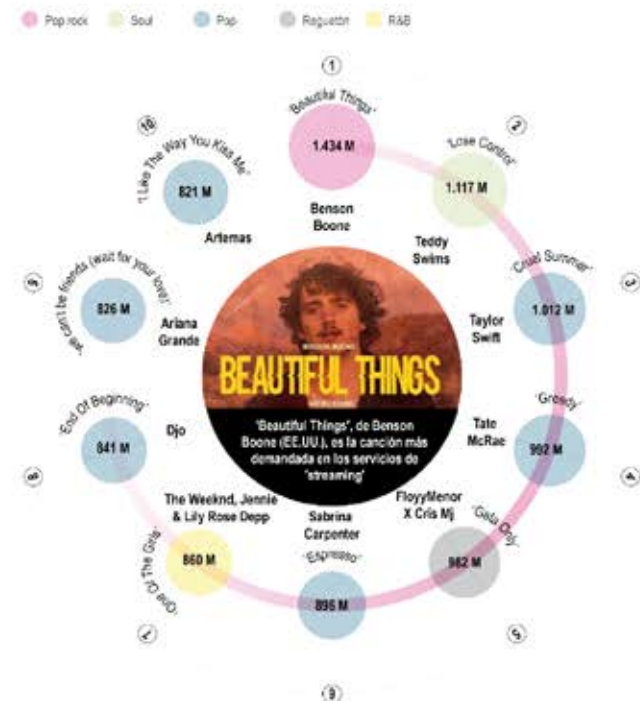 Pop rock
Soul
Pop
Reguetón
R&B
1
'Beautiful Things'
1.434 M
Benson
Boone
2
'Lose Control'
1.117 M
Teddy
Swims
3
'Cruel Summer'
1.012 M
Taylor
Swift
4
'Greedy'
992 M
Tate
McRae
5
'Gata Only'
982 M
FloyyMenor
X Cris Mj
6
'Espresso'
896 M
Sabrina
Carpenter
7
'One Of The Girls'
860 M
The Weeknd, Jennie
& Lily Rose Depp
8
'End Of Beginning'
841 M
Djo
9
'we can't be friends (wait for your love)'
826 M
Ariana
Grande
10
'I Like The Way You Kiss Me'
821 M
Artemas
BENSON BOONE
BEAUTIFUL THINGS
'Beautiful Things', de Benson
Boone (EE.UU.), es la canción más
demandada en los servicios de
'streaming'